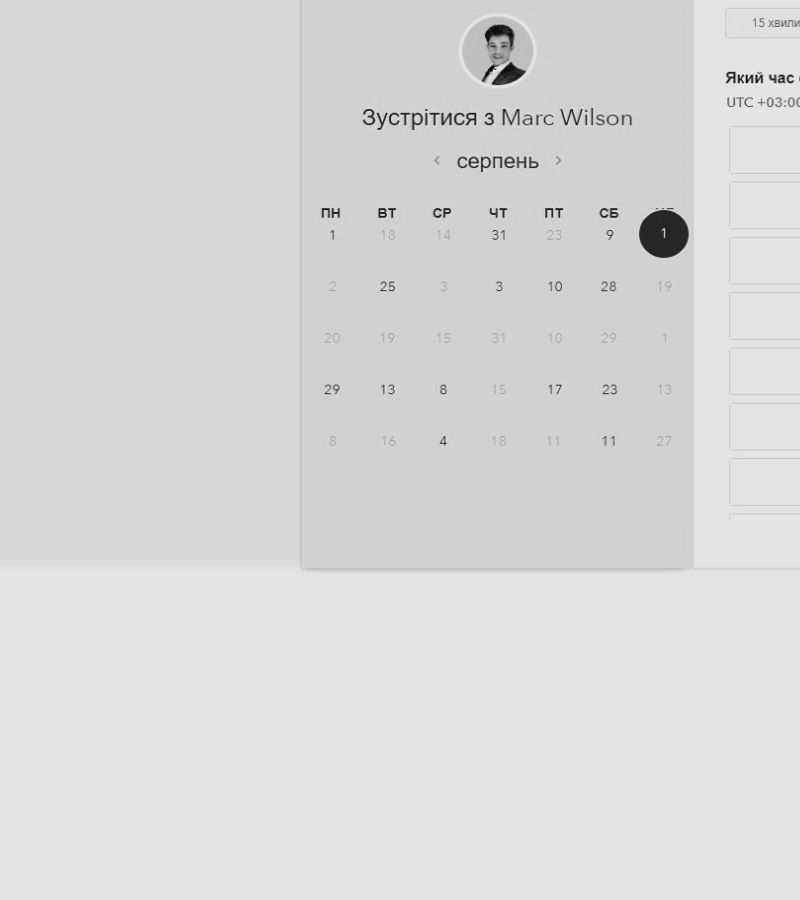 15 хвили
Зустрітися з Marc Wilson
серпень
ПН ВТ СР ЧТ ПТ СБ
1 18 14 31 23 9 1
2 25 3 3 10 28 19
20 19 15 31 10 29 1
29 13 8 15 17 23 13
8 16 4 18 11 11 27
Який час
UTC +03:00